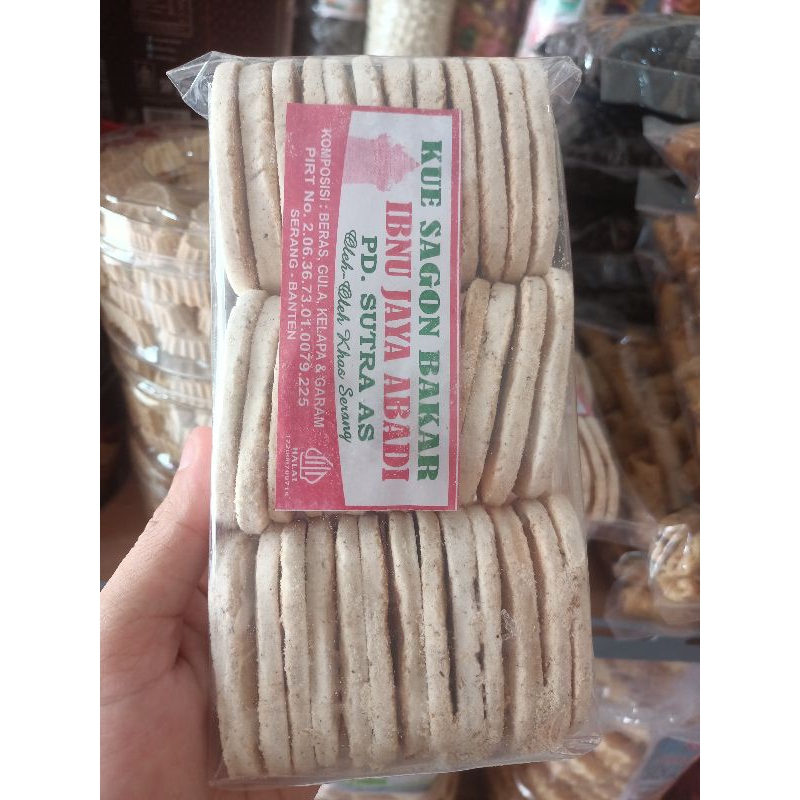 KUE SAGON BAKAR
IBNU JAYA ABADI
PD. SUTRA AS
Oleh-Oleh Khas Serang
KOMPOSISI : BERAS, GULA, KELAPA & GARAM
PIRT No. 2.06.36.73.01.0079.225
SERANG - BANTEN
HALAL